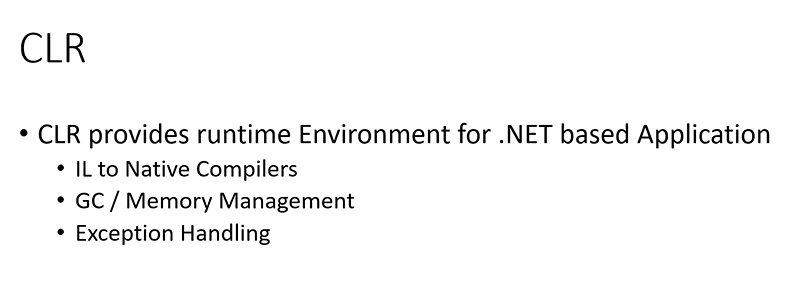 CLR
• CLR provides runtime Environment for .NET based Application
• IL to Native Compilers
• GC / Memory Management
• Exception Handling